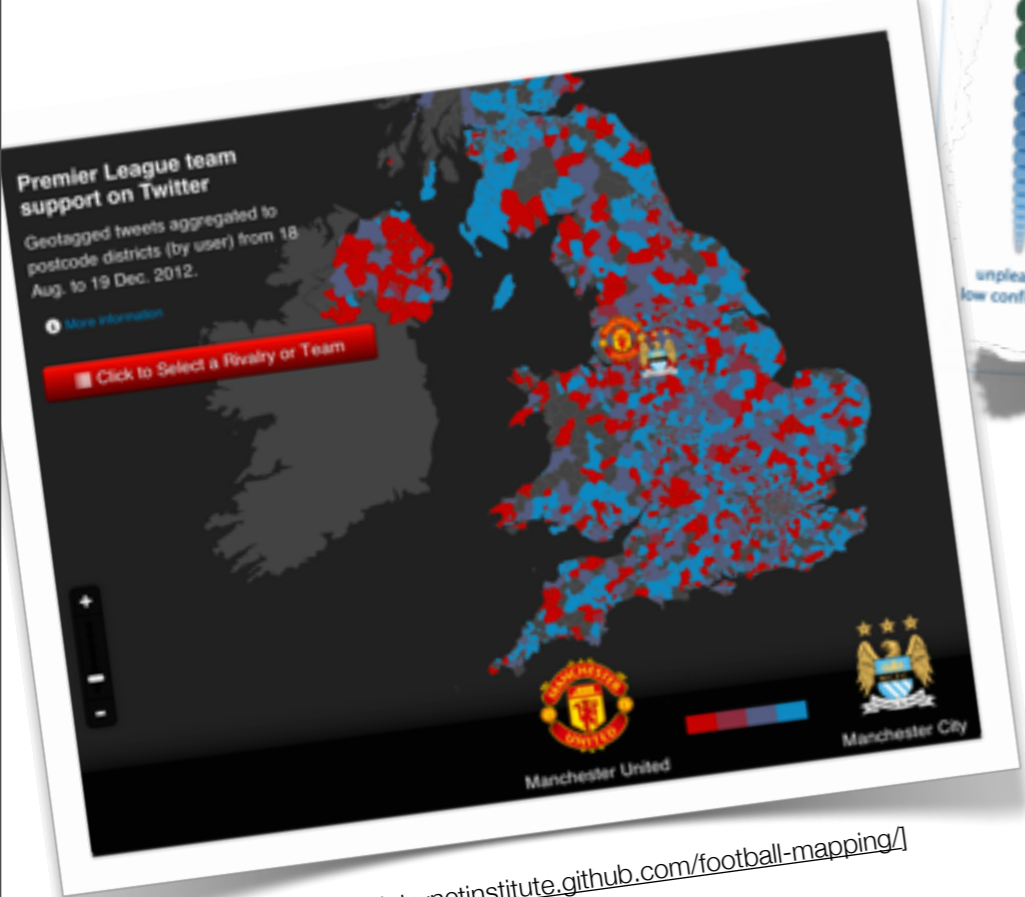 Premier League team
support on Twitter
Geotagged tweets aggregated to
postcode districts (by user) from 18
Aug. to 19 Dec. 2012.
More information
Click to Select a Rivalry or Team
+
-
MANCHESTER
UNITED
Manchester United
Manchester City
unplea
low conf
netinstitute.github.com/football-mapping/]